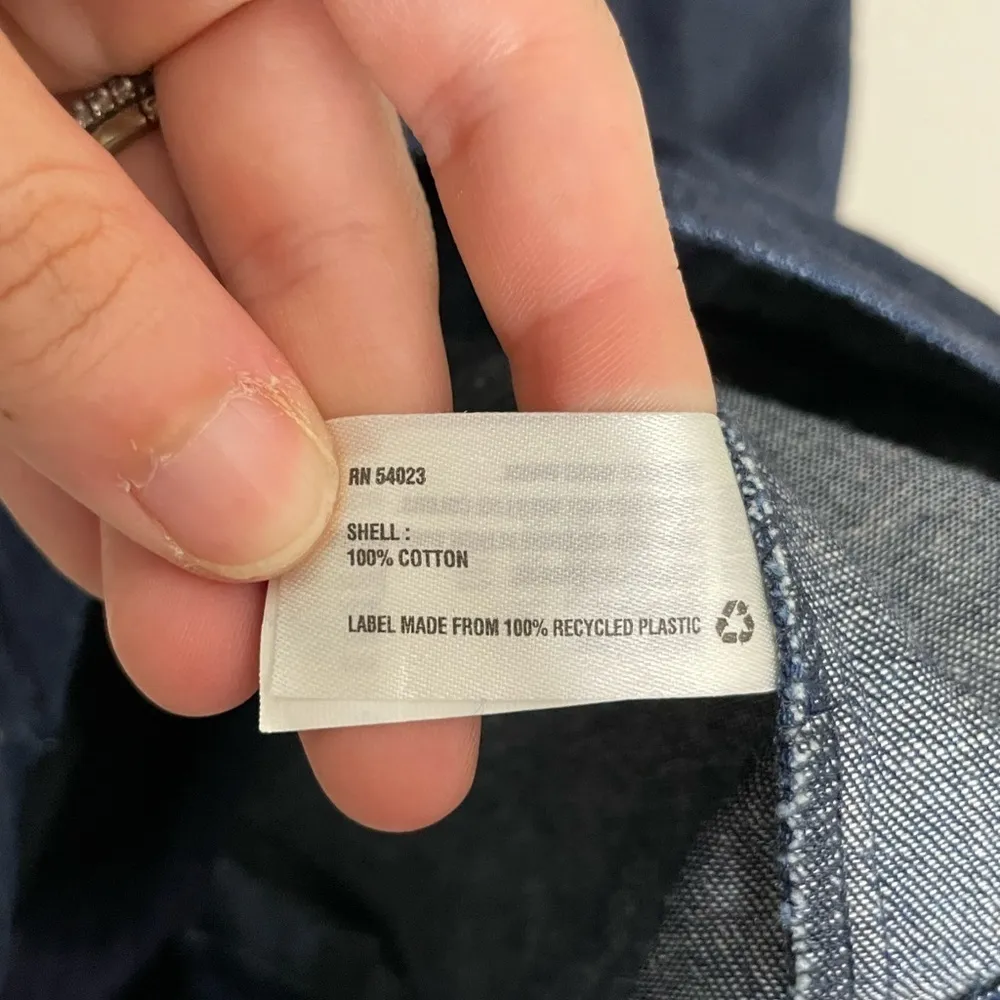 RN 54023
SHELL :
100% COTTON
LABEL MADE FROM 100% RECYCLED PLASTIC